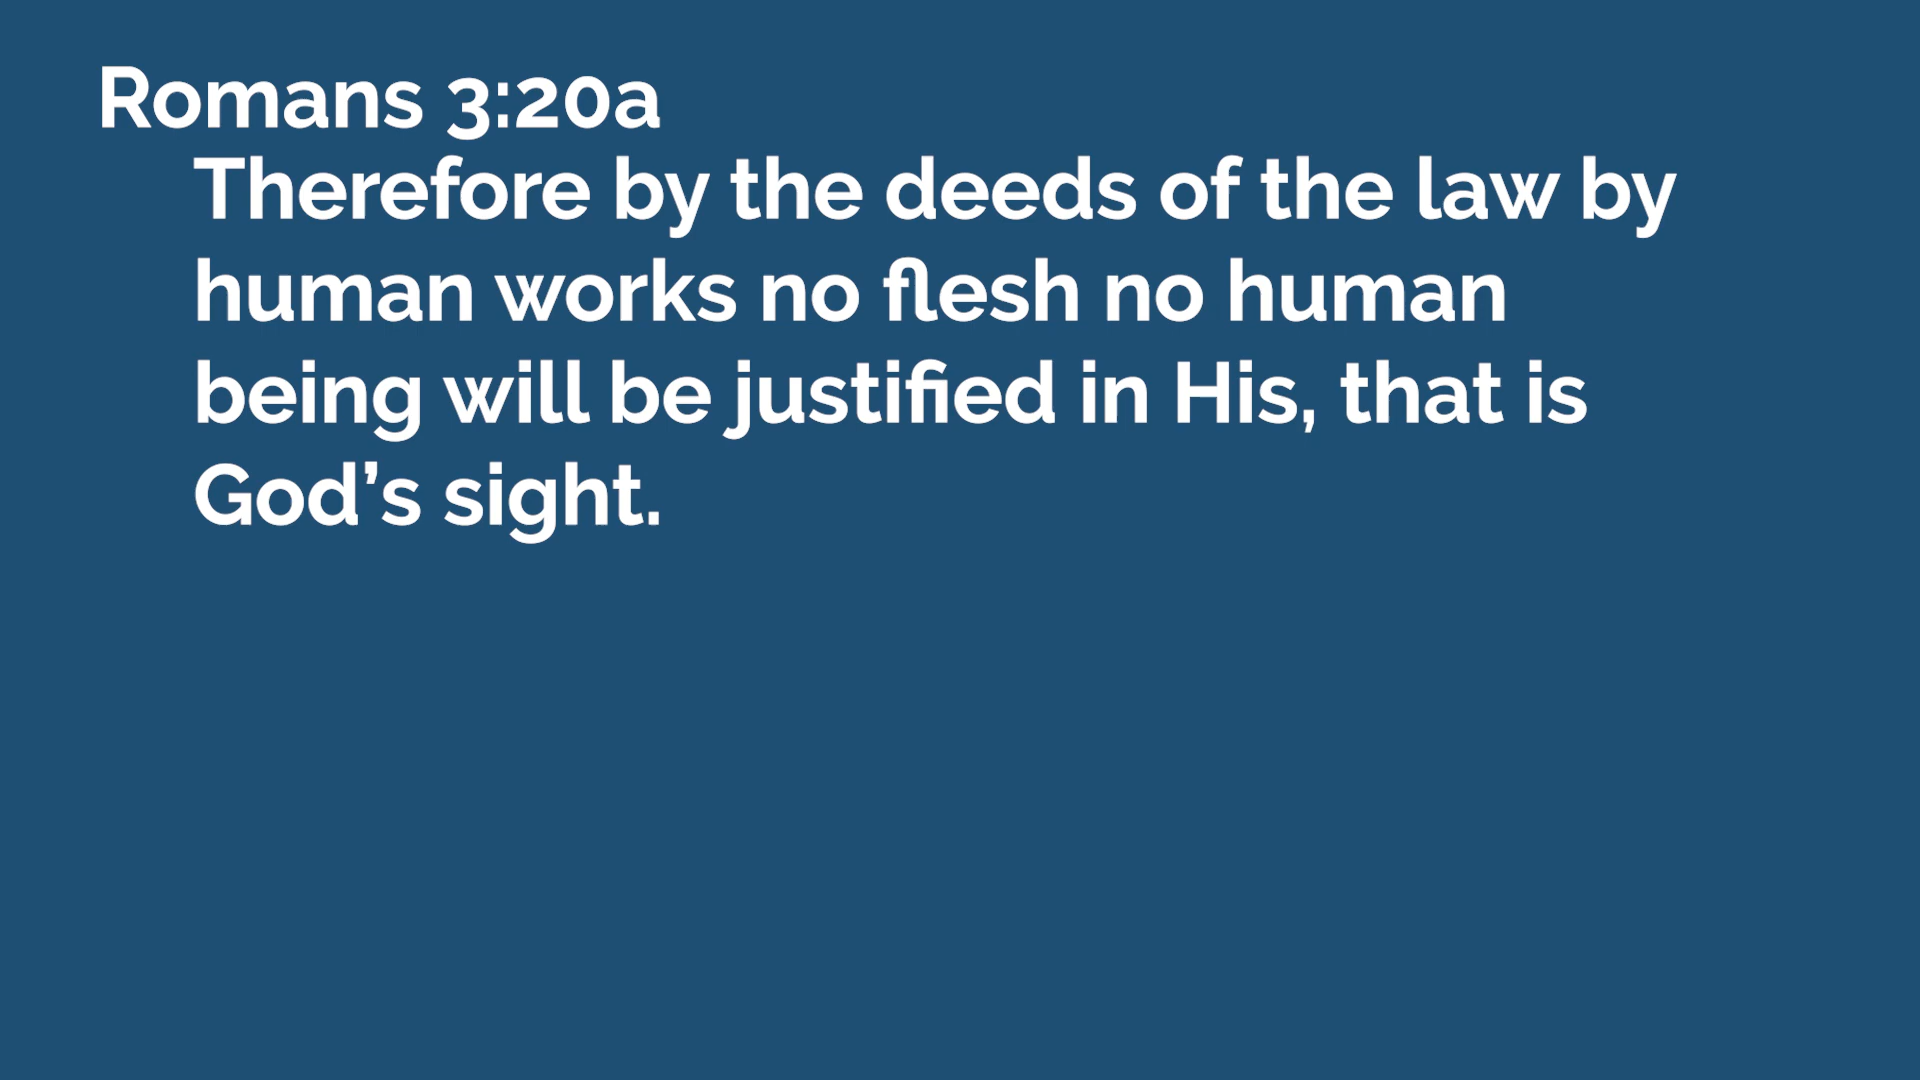 Romans 3:20a
Therefore by the deeds of the law by
human works no flesh no human
being will be justified in His, that is
God’s sight.